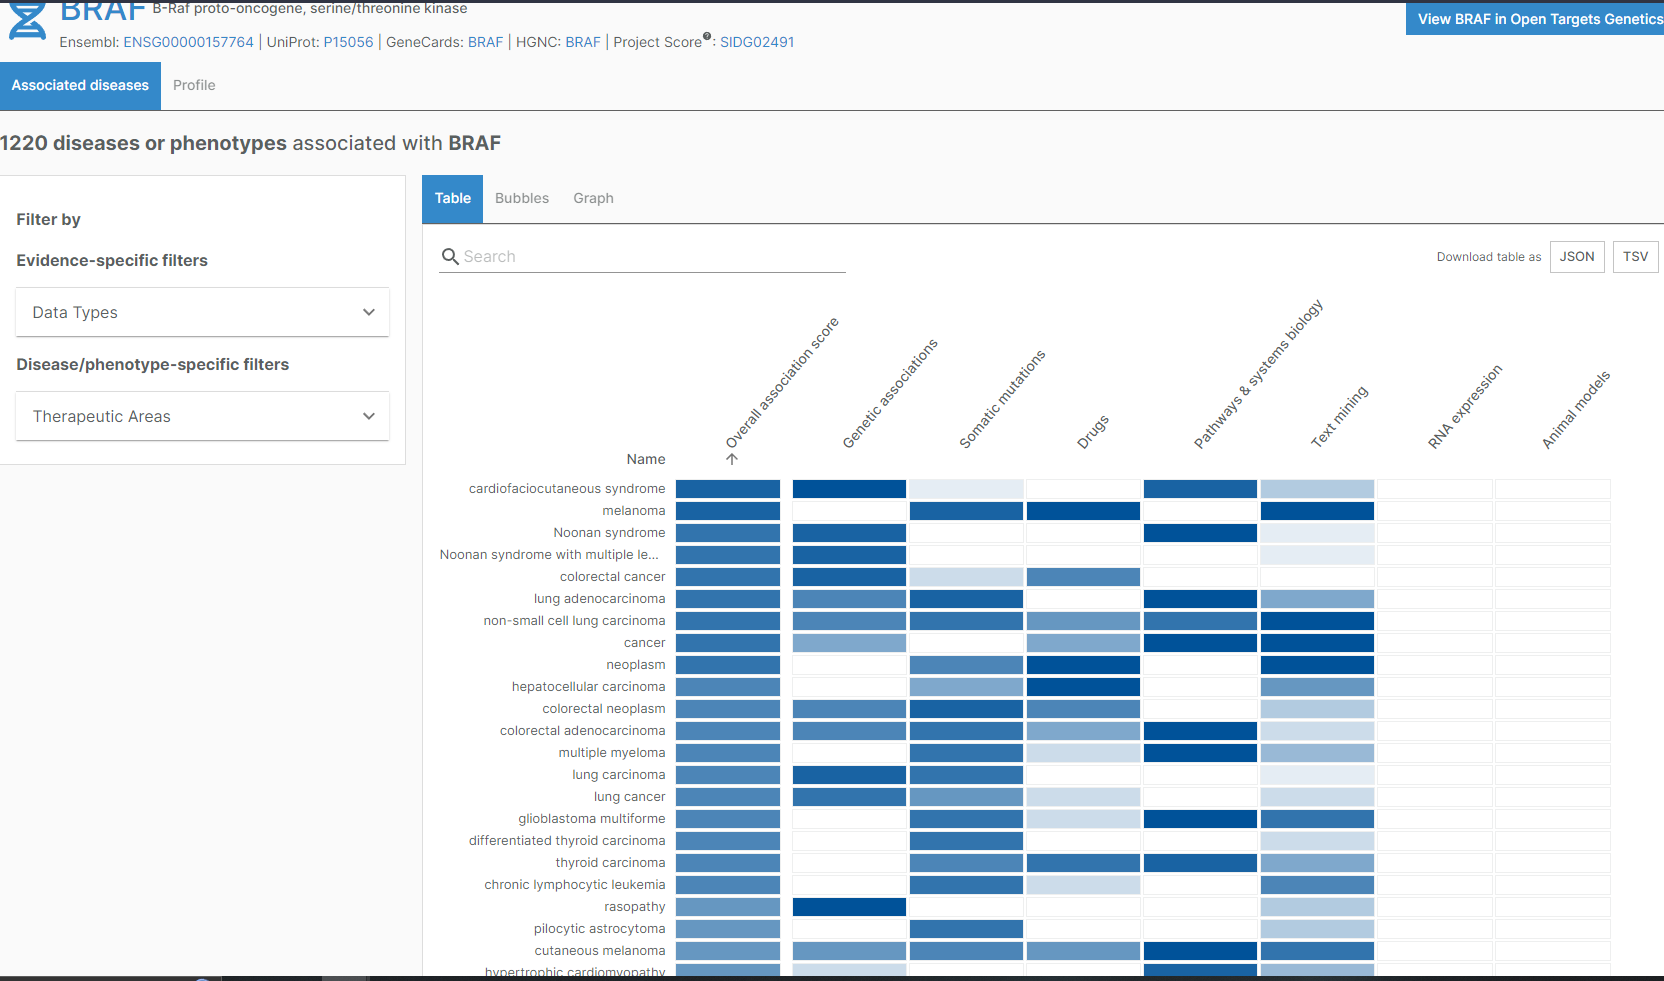 BRAF B-Raf proto-oncogene, serine/threonine kinase
View BRAF in Open Targets Genetics
Ensembl: ENSG00000157764 | UniProt: P15056 | GeneCards: BRAF | HGNC: BRAF | Project Score?: SIDG02491
Associated diseases Profile
1220 diseases or phenotypes associated with BRAF
Filter by
Evidence-specific filters
Data Types
Disease/phenotype-specific filters
Therapeutic Areas
Table Bubbles Graph
Search
Download table as JSON TSV
Name
Overall association score
Genetic associations
Somatic mutations
Drugs
Pathways & systems biology
Text mining
RNA expression
Animal models
cardiofaciocutaneous syndrome
melanoma
Noonan syndrome
Noonan syndrome with multiple le...
colorectal cancer
lung adenocarcinoma
non-small cell lung carcinoma
cancer
neoplasm
hepatocellular carcinoma
colorectal neoplasm
colorectal adenocarcinoma
multiple myeloma
lung carcinoma
lung cancer
glioblastoma multiforme
differentiated thyroid carcinoma
thyroid carcinoma
chronic lymphocytic leukemia
rasopathy
pilocytic astrocytoma
cutaneous melanoma
hypertrophic cardiomyopathy